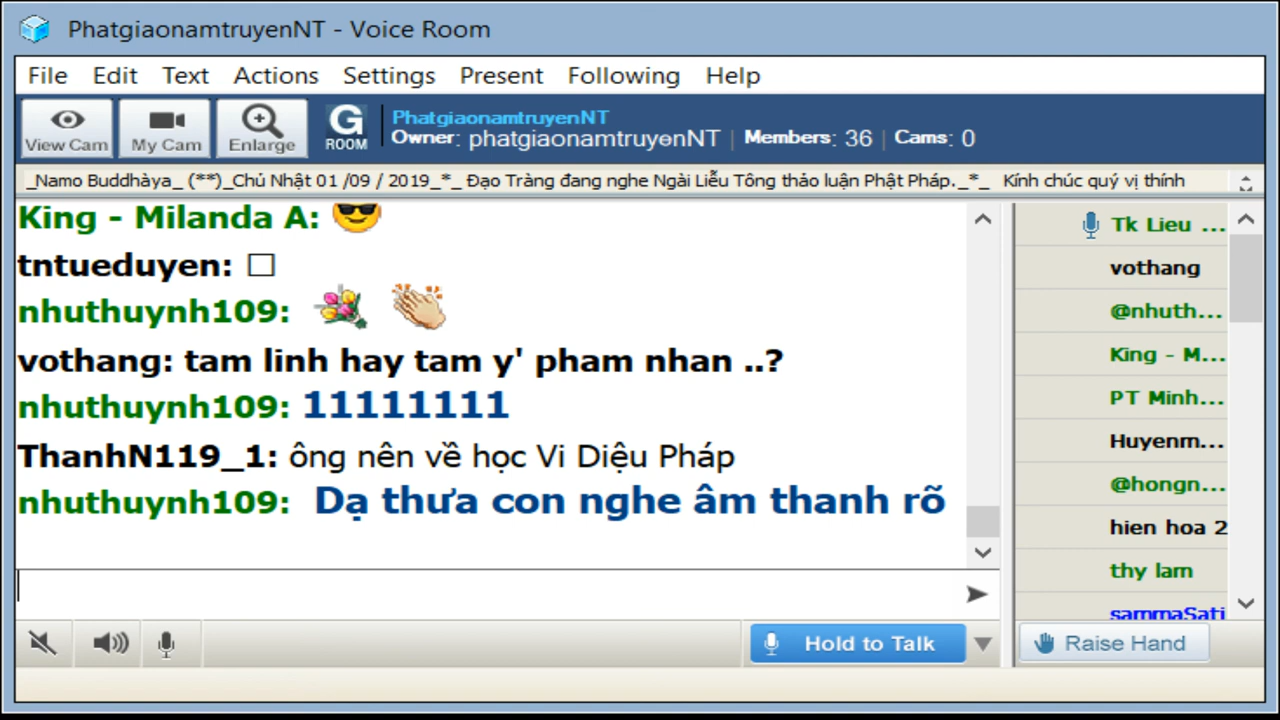 PhatgiaonamtruyenNT - Voice Room
File Edit Text Actions Settings Present Following Help
View Cam My Cam Enlarge G ROOM
PhatgiaonamtruyenNT
Owner: phatgiaonamtruyenNT | Members: 36 | Cams: 0
_Namo Buddhàya_ (**)_Chủ Nhật 01 /09 / 2019_*_ Đạo Tràng đang nghe Ngài Liễu Tông thảo luận Phật Pháp._*_ Kính chúc quý vị thính
King - Milanda A:
tntueduyen:
nhuthuynh109:
vothang: tam linh hay tam y' pham nhan ..?
nhuthuynh109: 11111111
ThanhN119_1: ông nên về học Vi Diệu Pháp
nhuthuynh109: Dạ thưa con nghe âm thanh rõ
Tk Lieu ...
vothang
@nhuth...
King - M...
PT Minh...
Huyenm...
@hongn...
hien hoa 2
thy lam
sammaSati
Hold to Talk
Raise Hand